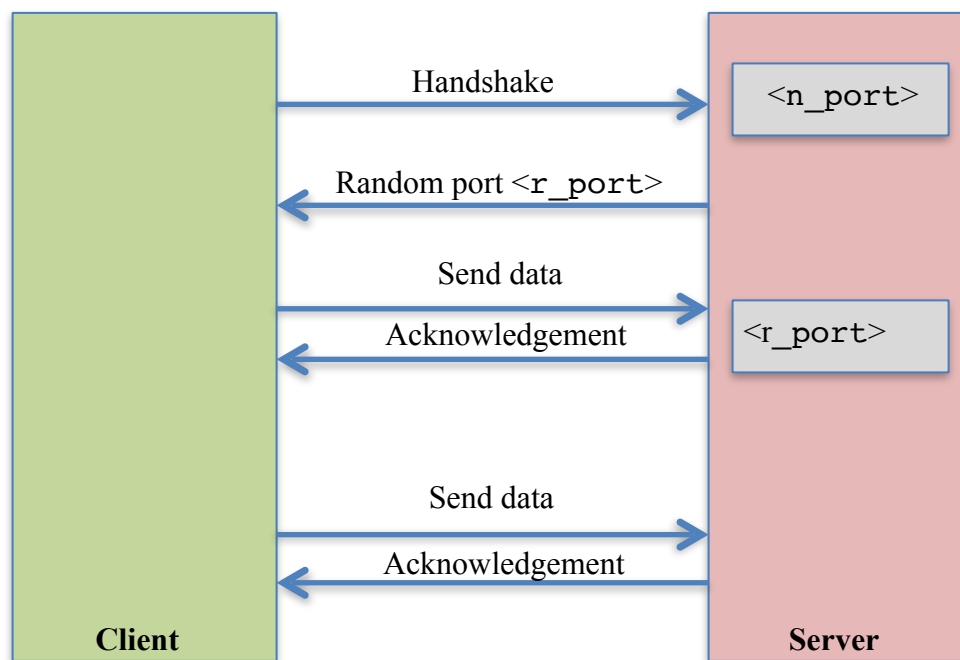 Handshake
<n_port>
Random port <r_port>
Send data
Acknowledgement
<r_port>
Send data
Acknowledgement
Client
Server